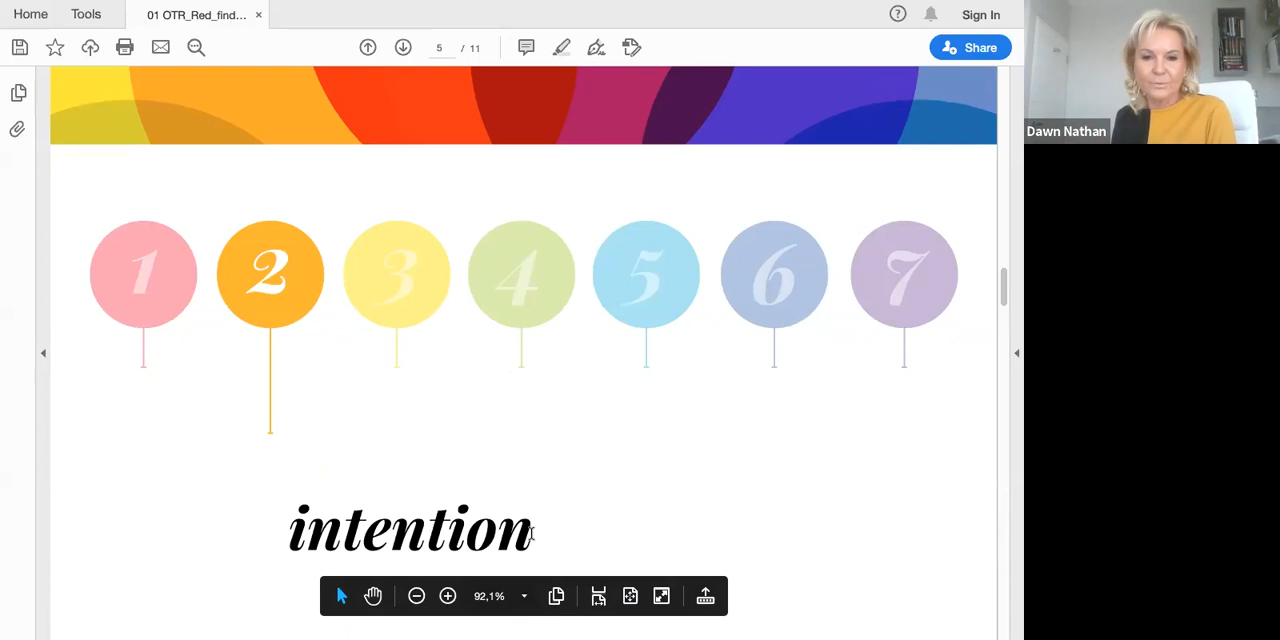 Home Tools 01 OTR_Red_find... × Sign In
5 / 11 Share
Dawn Nathan
1 2 3 4 5 6 7
intention
92,1%